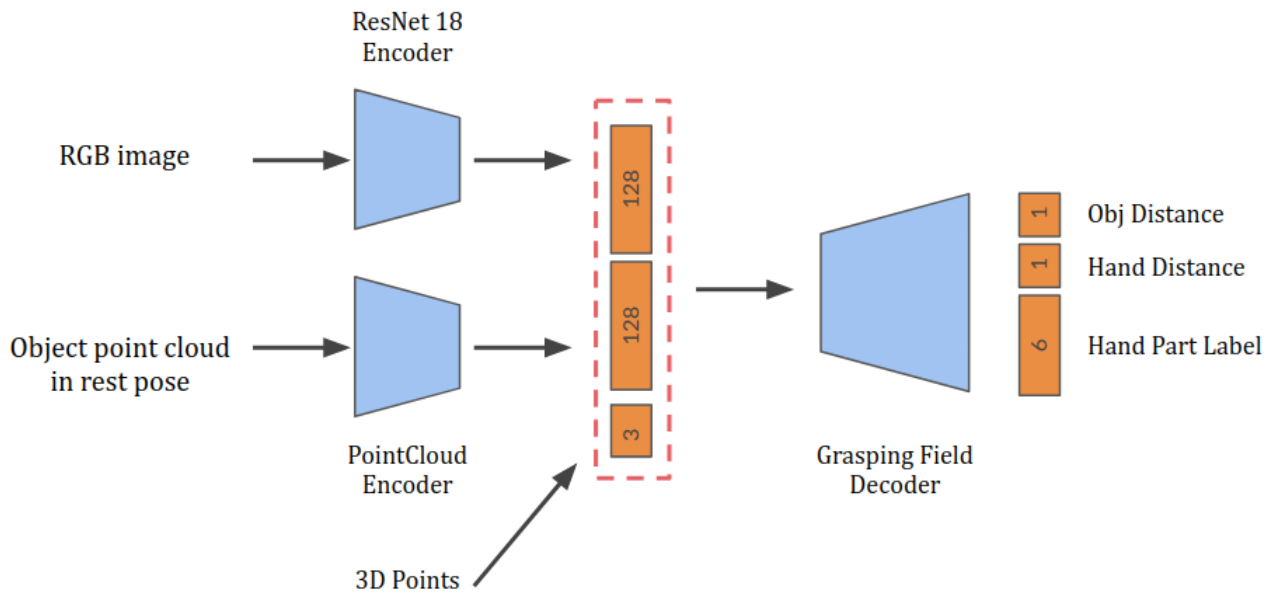 ResNet 18
Encoder
RGB image
128
128
3
Object point cloud
in rest pose
PointCloud
Encoder
3D Points
Grasping Field
Decoder
1
Obj Distance
1
Hand Distance
6
Hand Part Label